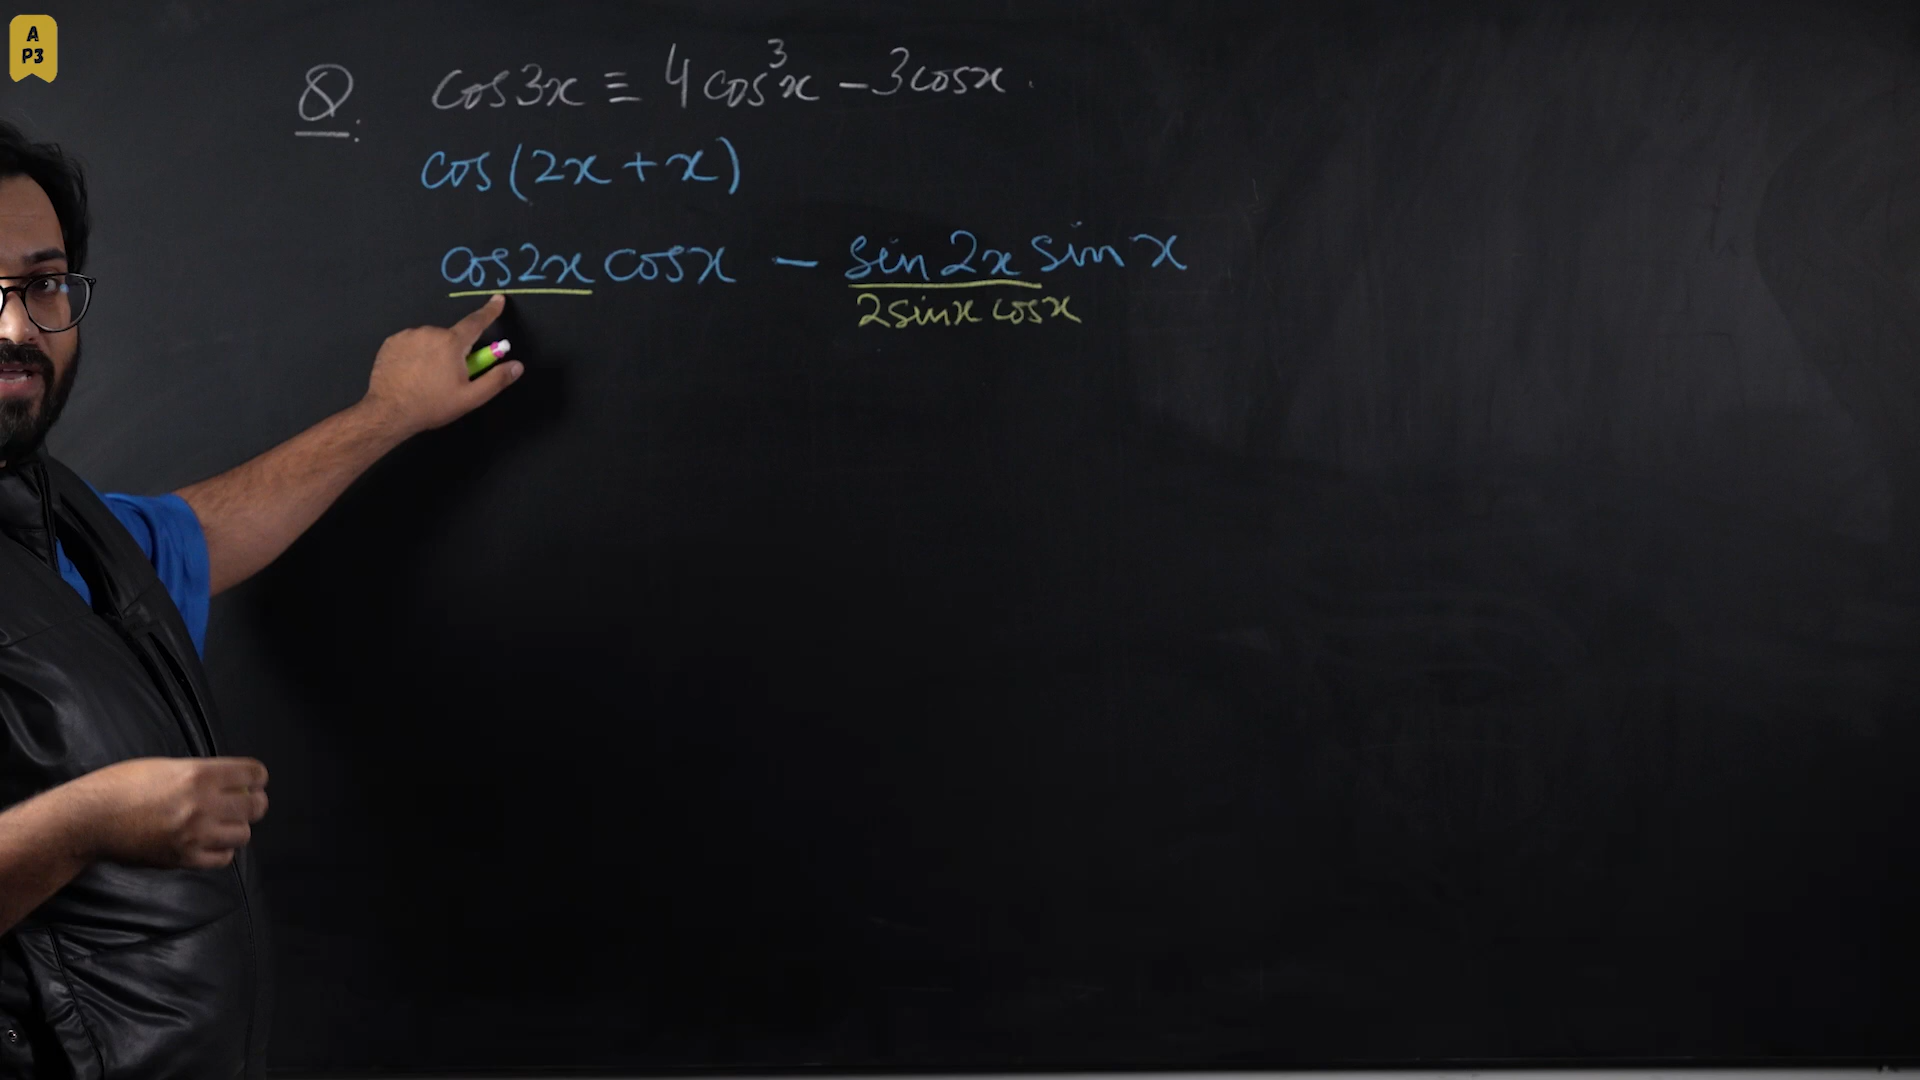 A
P3
Q: cos3x ≡ 4cos³x − 3cosx.
cos(2x + x)
cos2x cosx − sin2x sinx
2sinx cosx